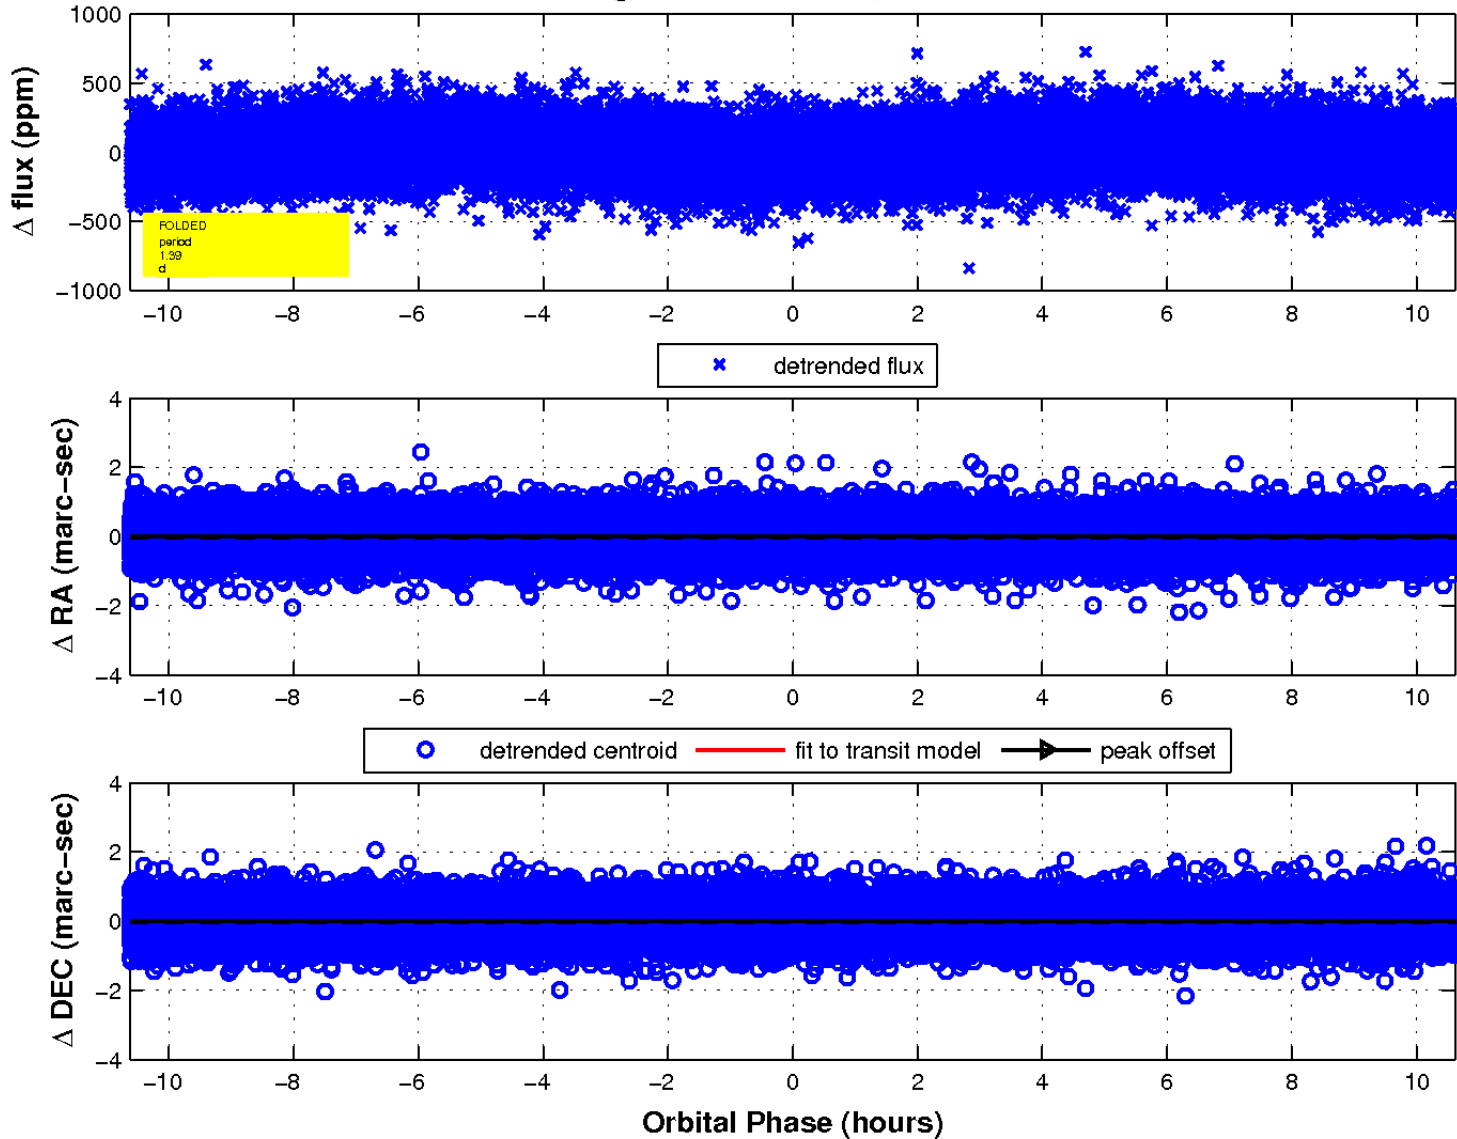 1000
500
0
−500
−1000
Δ flux (ppm)
FOLDED
period
1.39
d
−10 −8 −6 −4 −2 0 2 4 6 8 10
detrended flux
4
2
0
−2
−4
Δ RA (marc−sec)
−10 −8 −6 −4 −2 0 2 4 6 8 10
detrended centroid fit to transit model peak offset
4
2
0
−2
−4
Δ DEC (marc−sec)
−10 −8 −6 −4 −2 0 2 4 6 8 10
Orbital Phase (hours)